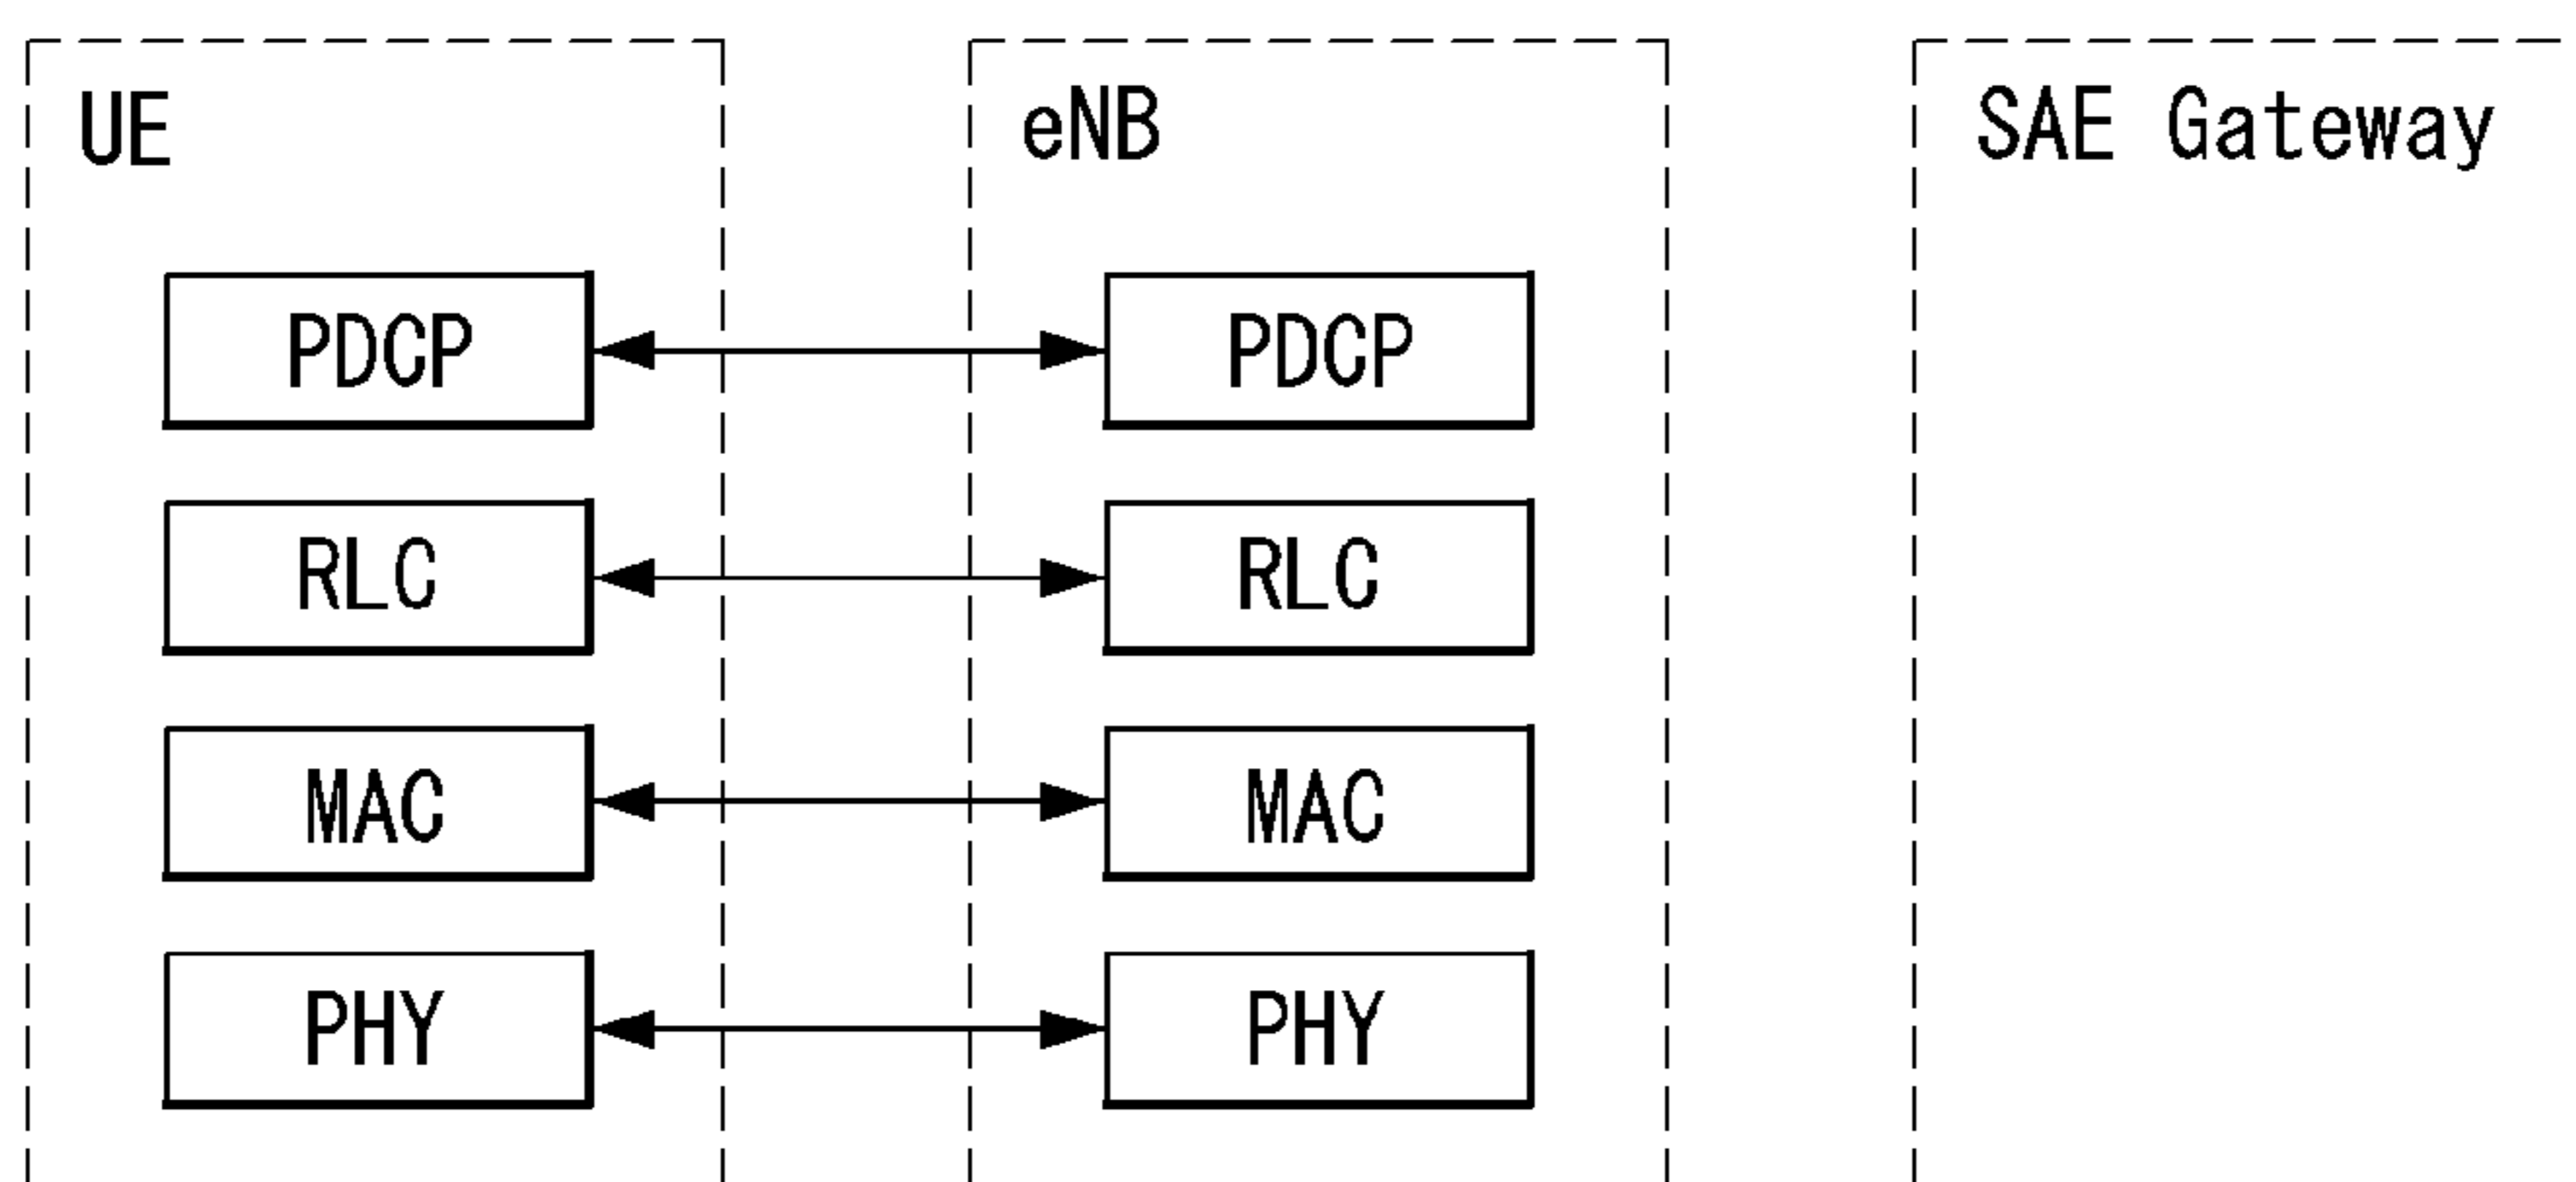 UE
eNB
SAE Gateway
PDCP
PDCP
RLC
RLC
MAC
MAC
PHY
PHY